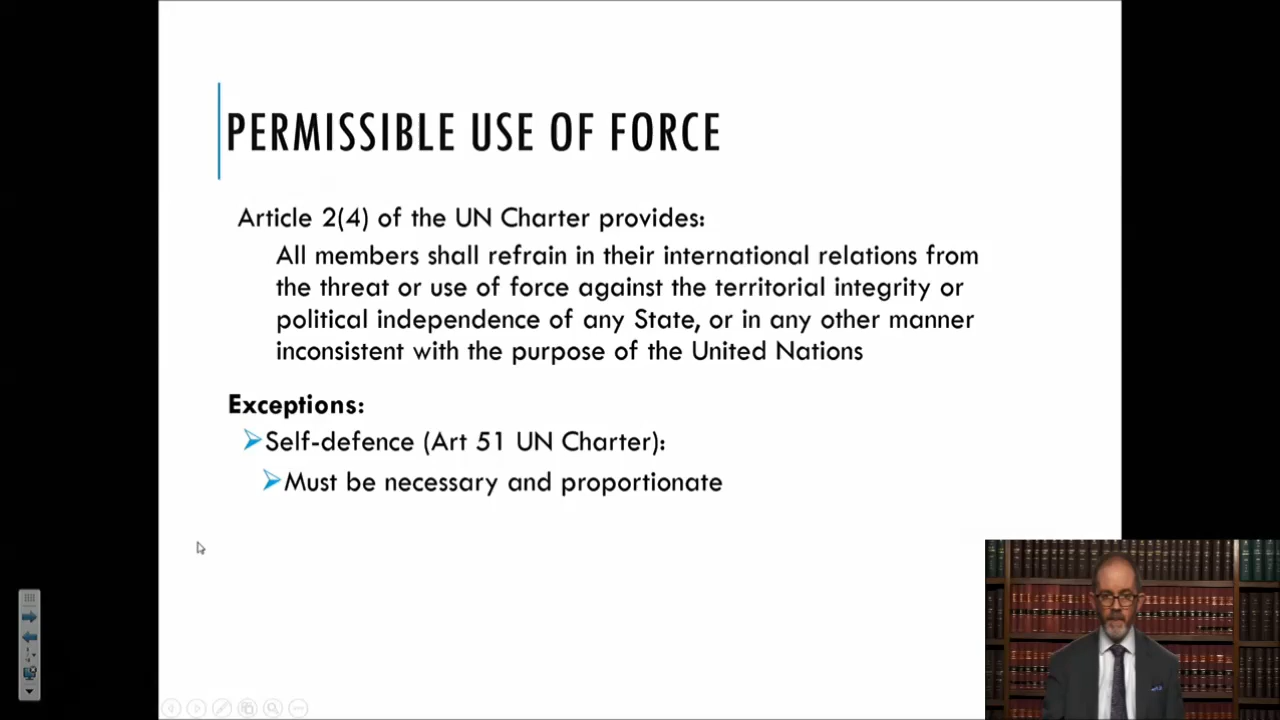 PERMISSIBLE USE OF FORCE
Article 2(4) of the UN Charter provides:
All members shall refrain in their international relations from
the threat or use of force against the territorial integrity or
political independence of any State, or in any other manner
inconsistent with the purpose of the United Nations
Exceptions:
Self-defence (Art 51 UN Charter):
Must be necessary and proportionate